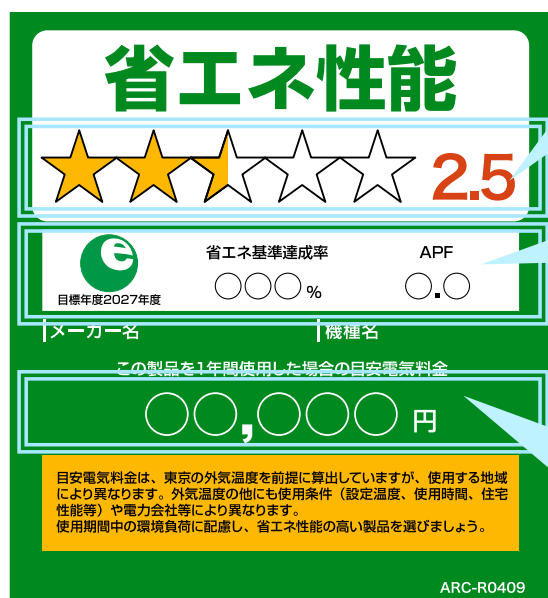 省エネ性能
2.5
e
省エネ基準達成率 APF
○○○% ○.○
目標年度2027年度
メーカー名 機種名
この製品を1年間使用した場合の目安電気料金
○○,○○○円
目安電気料金は、東京の外気温度を前提に算出していますが、使用する地域
により異なります。外気温度の他にも使用条件（設定温度、使用時間、住宅
性能等）や電力会社等により異なります。
使用期間中の環境負荷に配慮し、省エネ性能の高い製品を選びましょう。
ARC-R0409